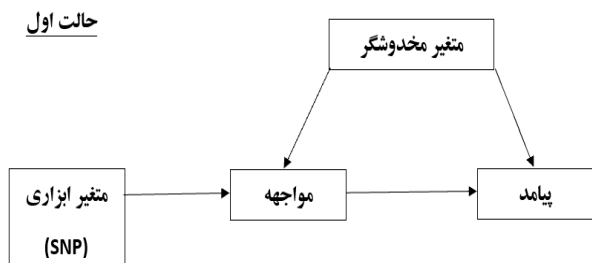 حالت اول
متغیر مخدوشگر
متغیر ابزاری
(SNP)
مواجهه
پیامد